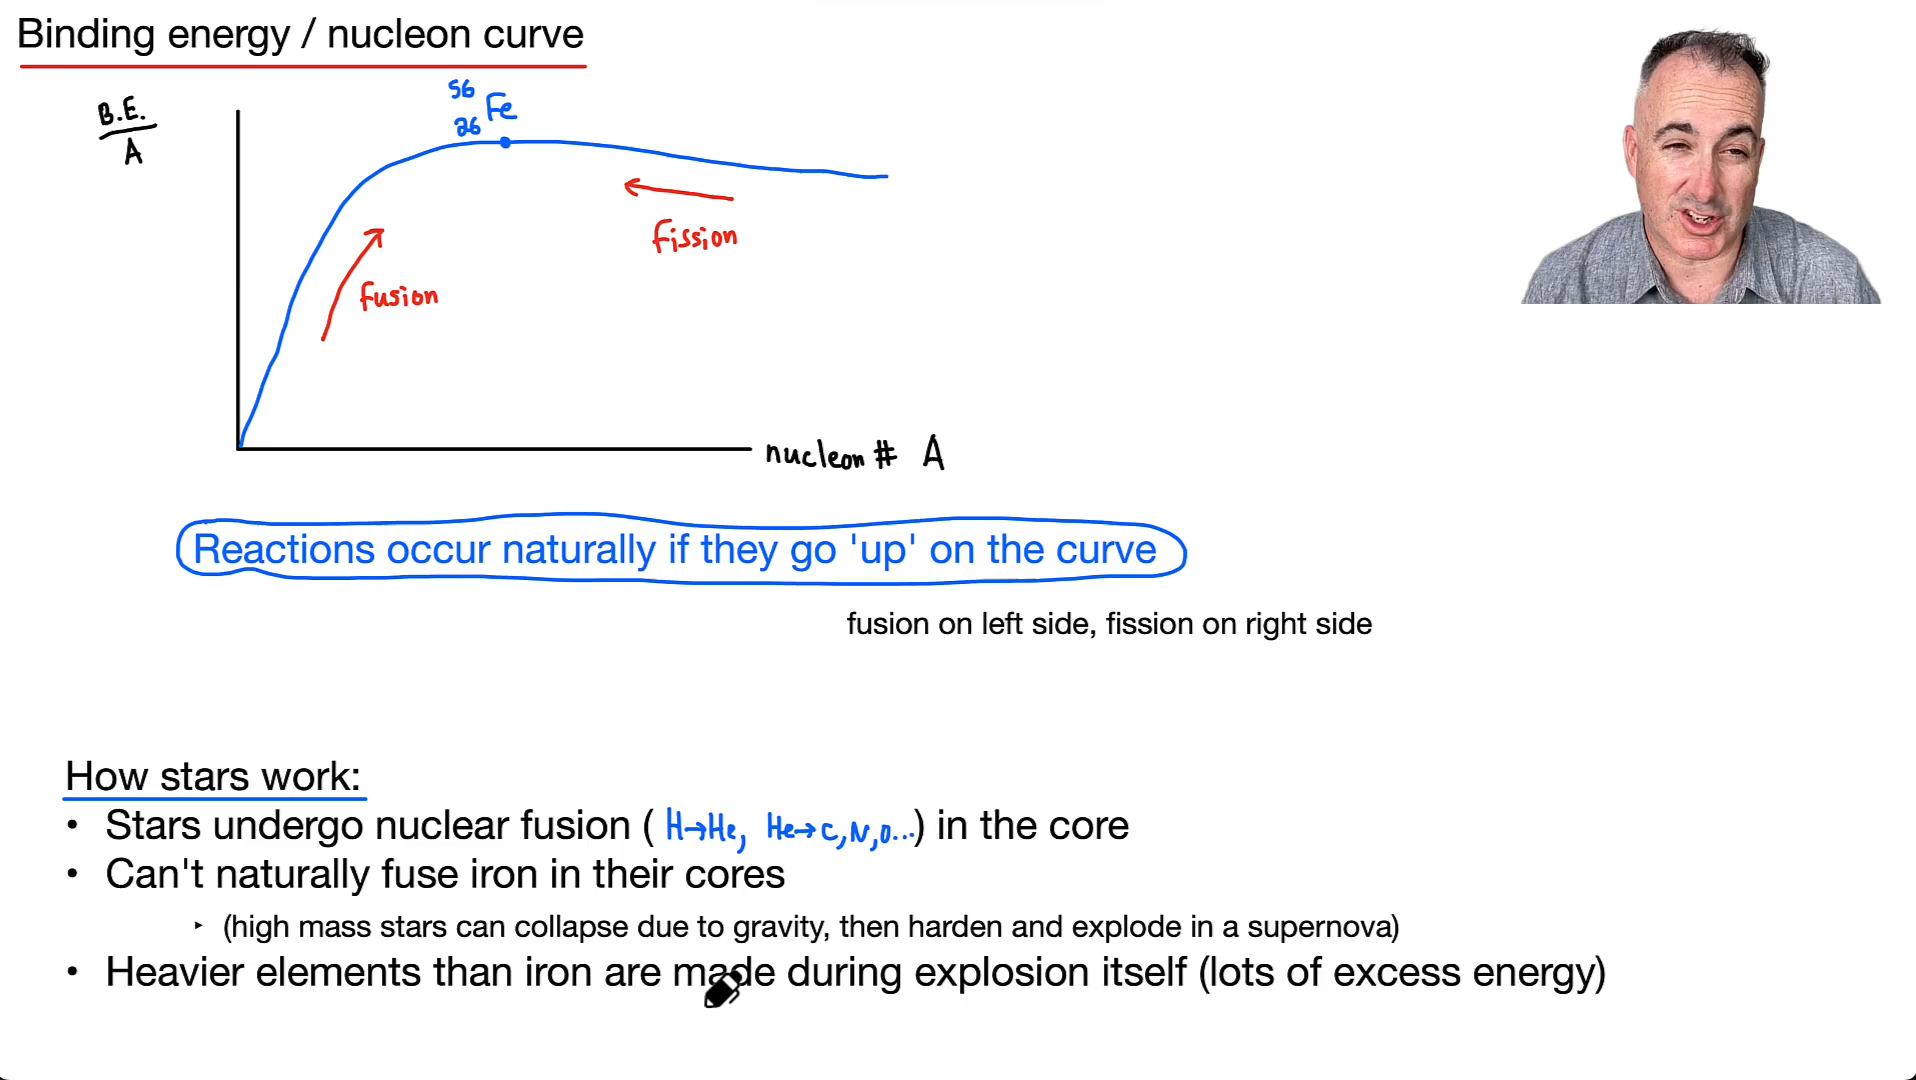 Binding energy / nucleon curve
B.E.
A
56
26 Fe
fission
fusion
nucleon # A
Reactions occur naturally if they go 'up' on the curve
fusion on left side, fission on right side
How stars work:
• Stars undergo nuclear fusion ( H→He, He→C,N,O...) in the core
• Can't naturally fuse iron in their cores
‣ (high mass stars can collapse due to gravity, then harden and explode in a supernova)
• Heavier elements than iron are made during explosion itself (lots of excess energy)